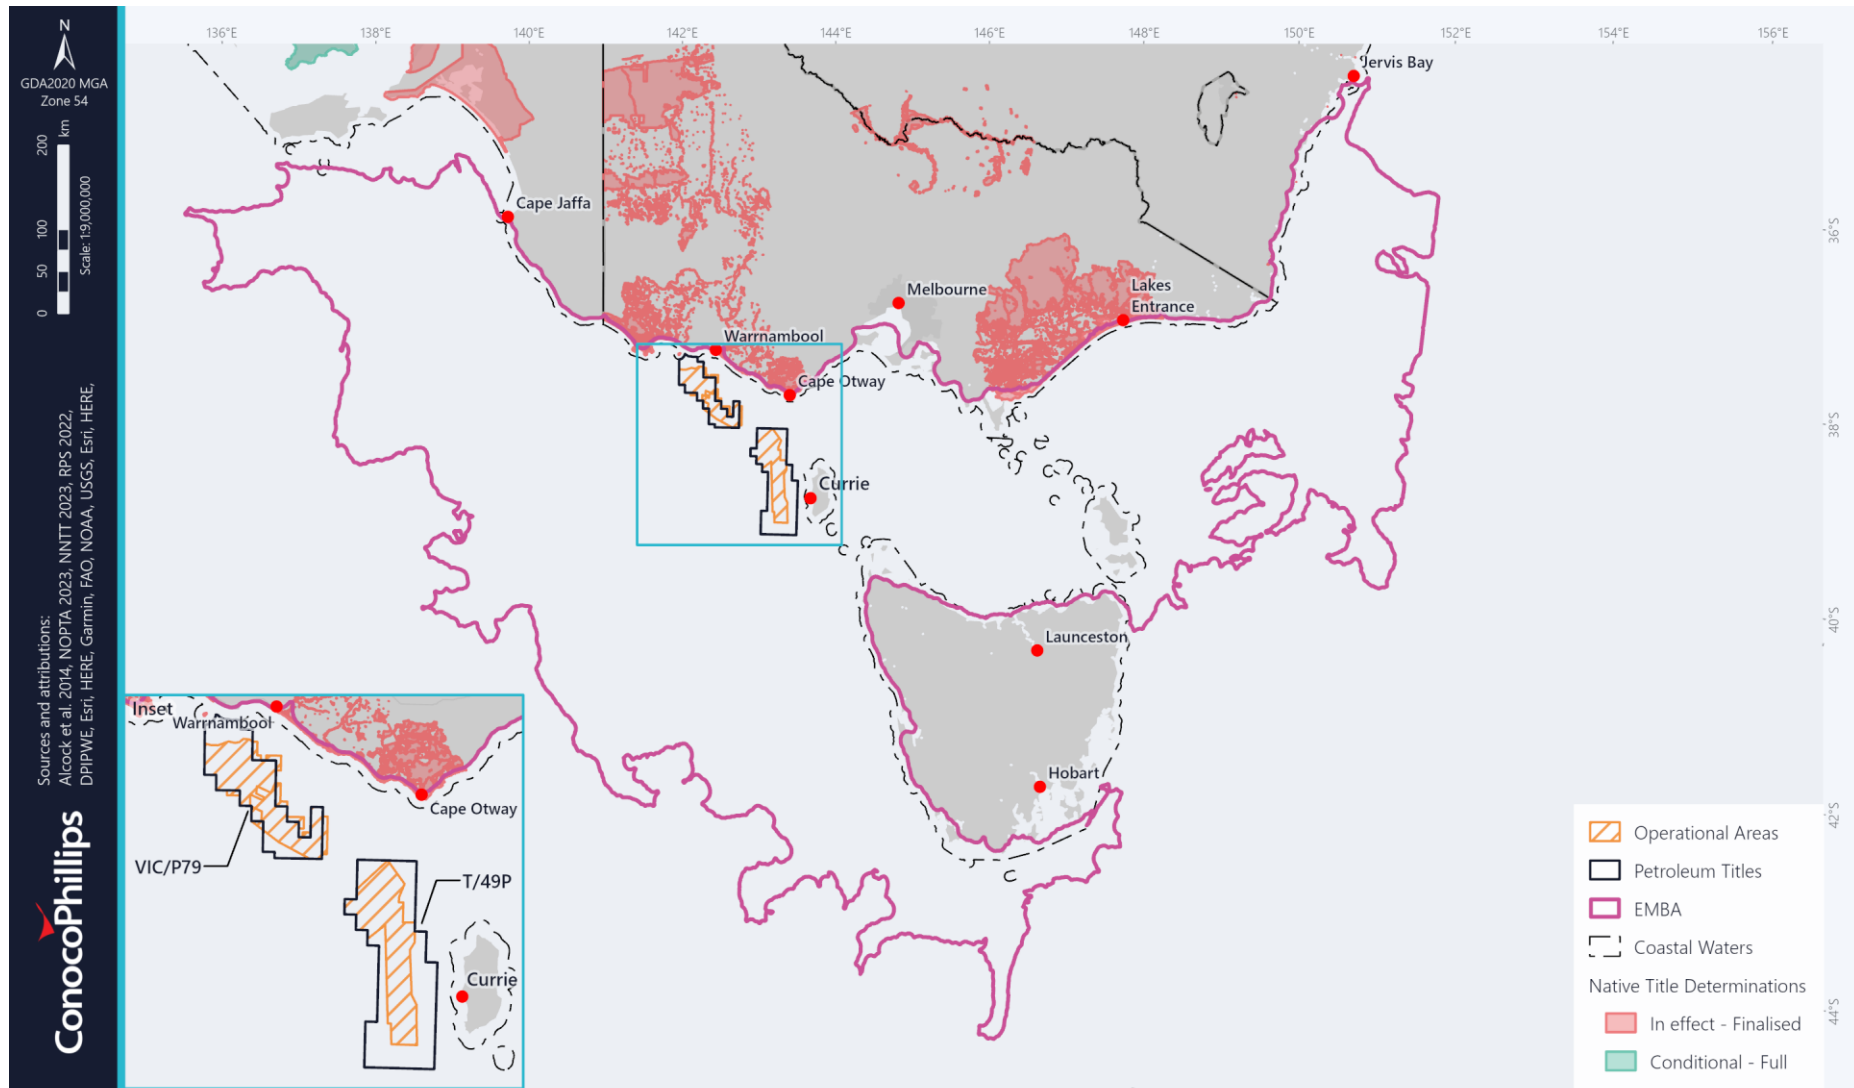 N
GDA2020 MGA
Zone 54
0 50 100 200
km
Scale: 1:9,000,000
Sources and attributions:
Alcock et al. 2014, NOPTA 2023, NNTT 2023, RPS 2022,
DPIPWE, Esri, HERE, Garmin, FAO, NOAA, USGS, Esri, HERE,
ConocoPhillips
136°E 138°E 140°E 142°E 144°E 146°E 148°E 150°E 152°E 154°E 156°E
Jervis Bay
Cape Jaffa
36°S
Melbourne
Lakes
Entrance
Warrnambool
Cape Otway
38°S
Currie
40°S
Launceston
Hobart
42°S
44°S
Inset
Warrnambool
Cape Otway
VIC/P79
T/49P
Currie
Operational Areas
Petroleum Titles
EMBA
Coastal Waters
Native Title Determinations
In effect - Finalised
Conditional - Full